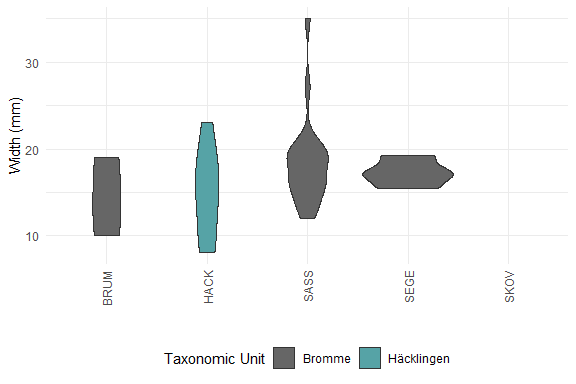 Width (mm)
30
20
10
BRUM
HACK
SASS
SEGE
SKOV
Taxonomic Unit Bromme Häcklingen